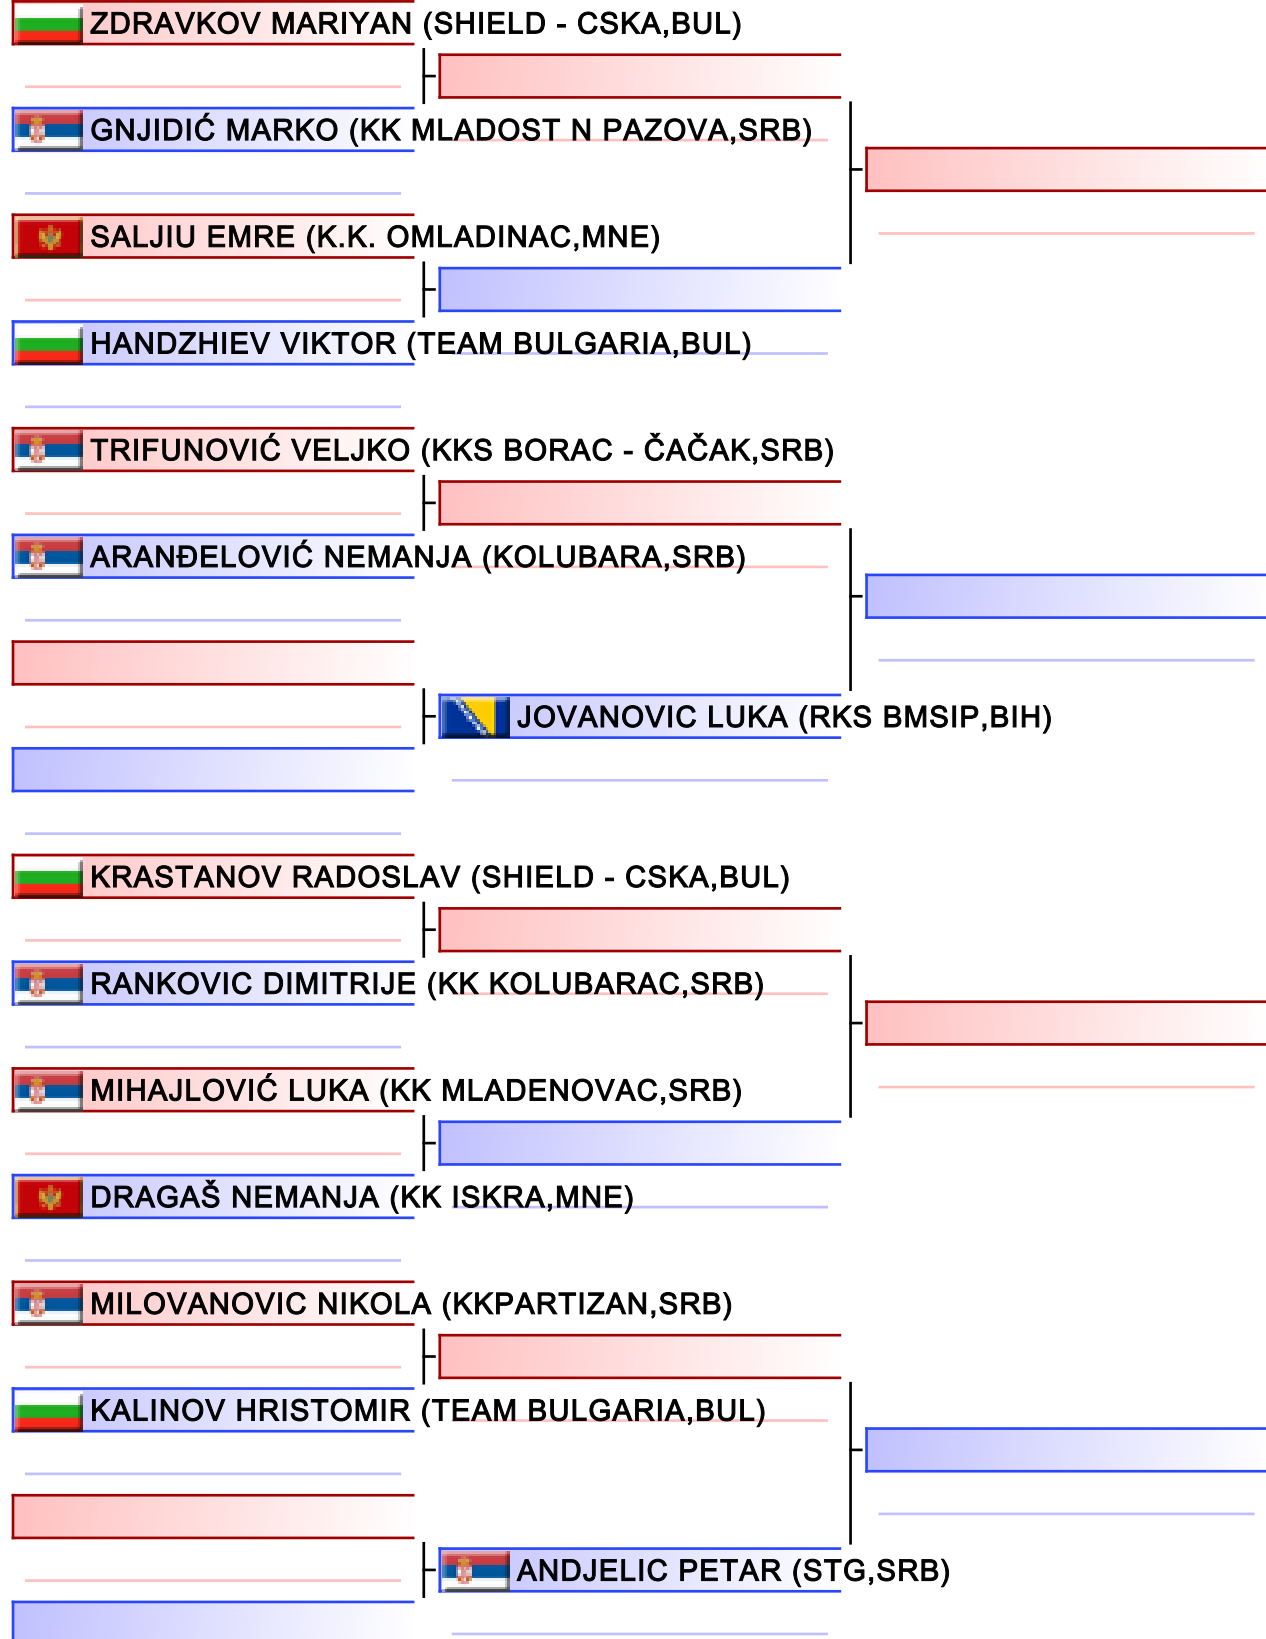 ZDRAVKOV MARIYAN (SHIELD - CSKA,BUL)
GNJIDIĆ MARKO (KK MLADOST N PAZOVA,SRB)
SALJIU EMRE (K.K. OMLADINAC,MNE)
HANDZHIEV VIKTOR (TEAM BULGARIA,BUL)
TRIFUNOVIĆ VELJKO (KKS BORAC - ČAČAK,SRB)
ARANĐELOVIĆ NEMANJA (KOLUBARA,SRB)
JOVANOVIC LUKA (RKS BMSIP,BIH)
KRASTANOV RADOSLAV (SHIELD - CSKA,BUL)
RANKOVIC DIMITRIJE (KK KOLUBARAC,SRB)
MIHAJLOVIĆ LUKA (KK MLADENOVAC,SRB)
DRAGAŠ NEMANJA (KK ISKRA,MNE)
MILOVANOVIC NIKOLA (KKPARTIZAN,SRB)
KALINOV HRISTOMIR (TEAM BULGARIA,BUL)
ANDJELIC PETAR (STG,SRB)